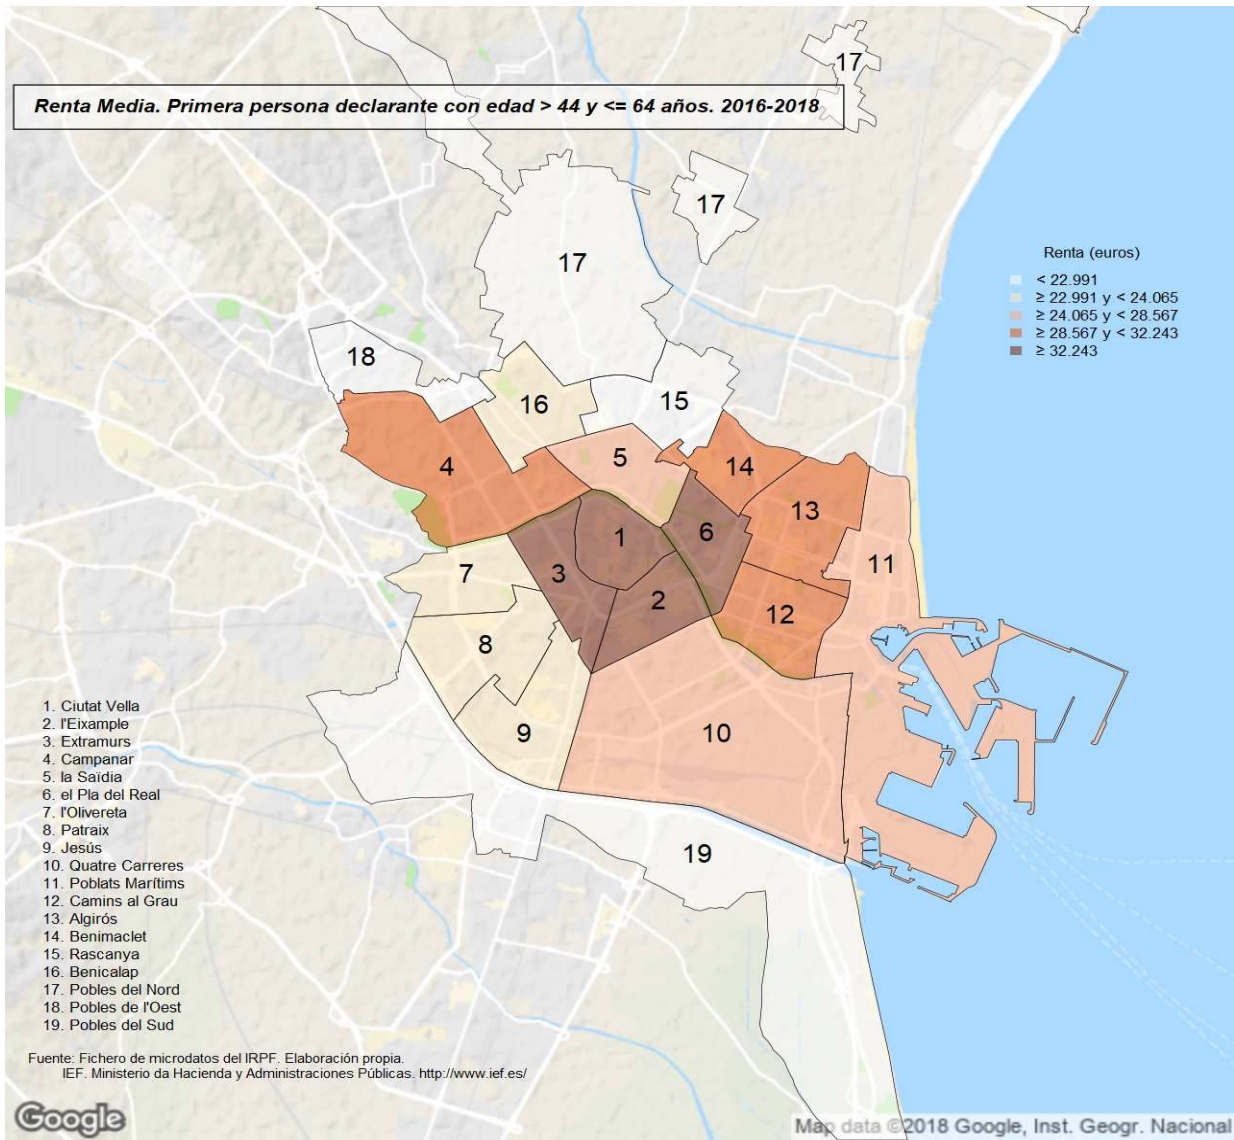 Renta Media. Primera persona declarante con edad > 44 y <= 64 años. 2016-2018
17
17
17
Renta (euros)
< 22.991
≥ 22.991 y < 24.065
≥ 24.065 y < 28.567
≥ 28.567 y < 32.243
≥ 32.243
18
16
15
5
4
14
13
1
6
11
7
3
2
12
8
9
10
19
1. Ciutat Vella
2. l'Eixample
3. Extramurs
4. Campanar
5. la Saïdia
6. el Pla del Real
7. l'Olivereta
8. Patraix
9. Jesús
10. Quatre Carreres
11. Poblats Marítims
12. Camins al Grau
13. Algirós
14. Benimaclet
15. Rascanya
16. Benicalap
17. Pobles del Nord
18. Pobles de l'Oest
19. Pobles del Sud
Fuente: Fichero de microdatos del IRPF. Elaboración propia.
IEF. Ministerio da Hacienda y Administraciones Públicas. http://www.ief.es/
Google
Map data ©2018 Google, Inst. Geogr. Nacional